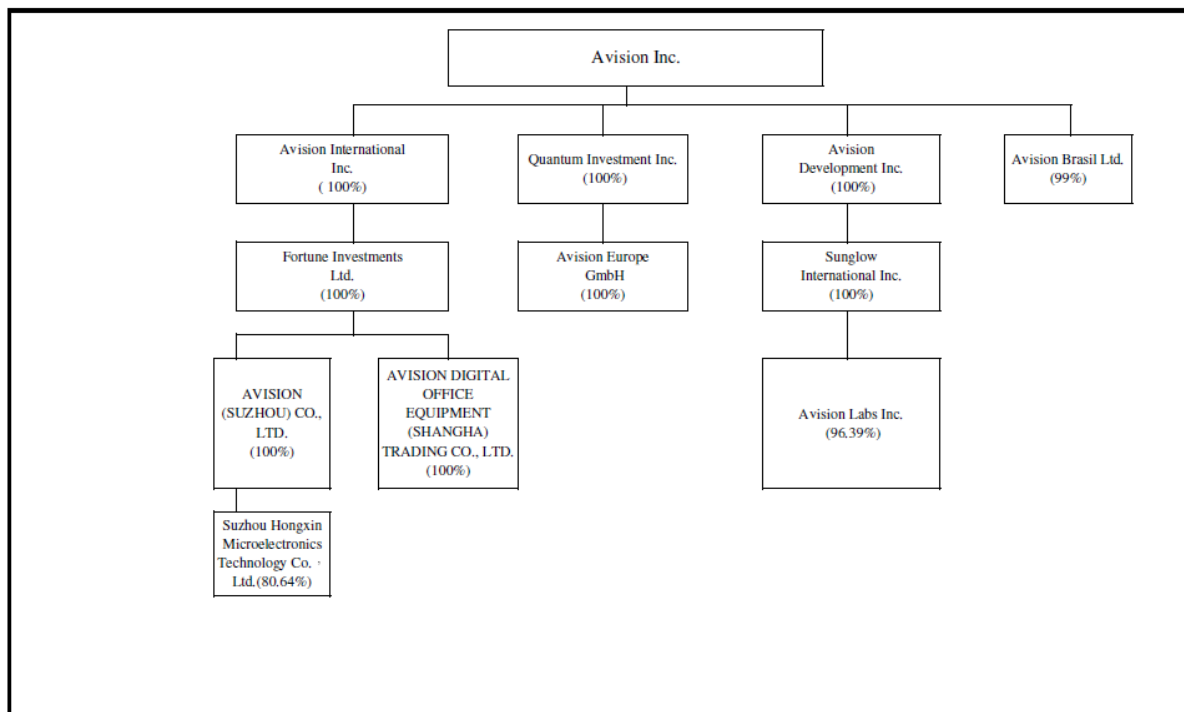 Avision Inc.
Avision International
Inc.
( 100%)
Quantum Investment Inc.
(100%)
Avision
Development Inc.
(100%)
Avision Brasil Ltd.
(99%)
Fortune Investments
Ltd.
(100%)
Avision Europe
GmbH
(100%)
Sunglow
International Inc.
(100%)
AVISION
(SUZHOU) CO.,
LTD.
(100%)
AVISION DIGITAL
OFFICE
EQUIPMENT
(SHANGHA)
TRADING CO., LTD.
(100%)
Avision Labs Inc.
(96.39%)
Suzhou Hongxin
Microelectronics
Technology Co.,
Ltd.(80.64%)